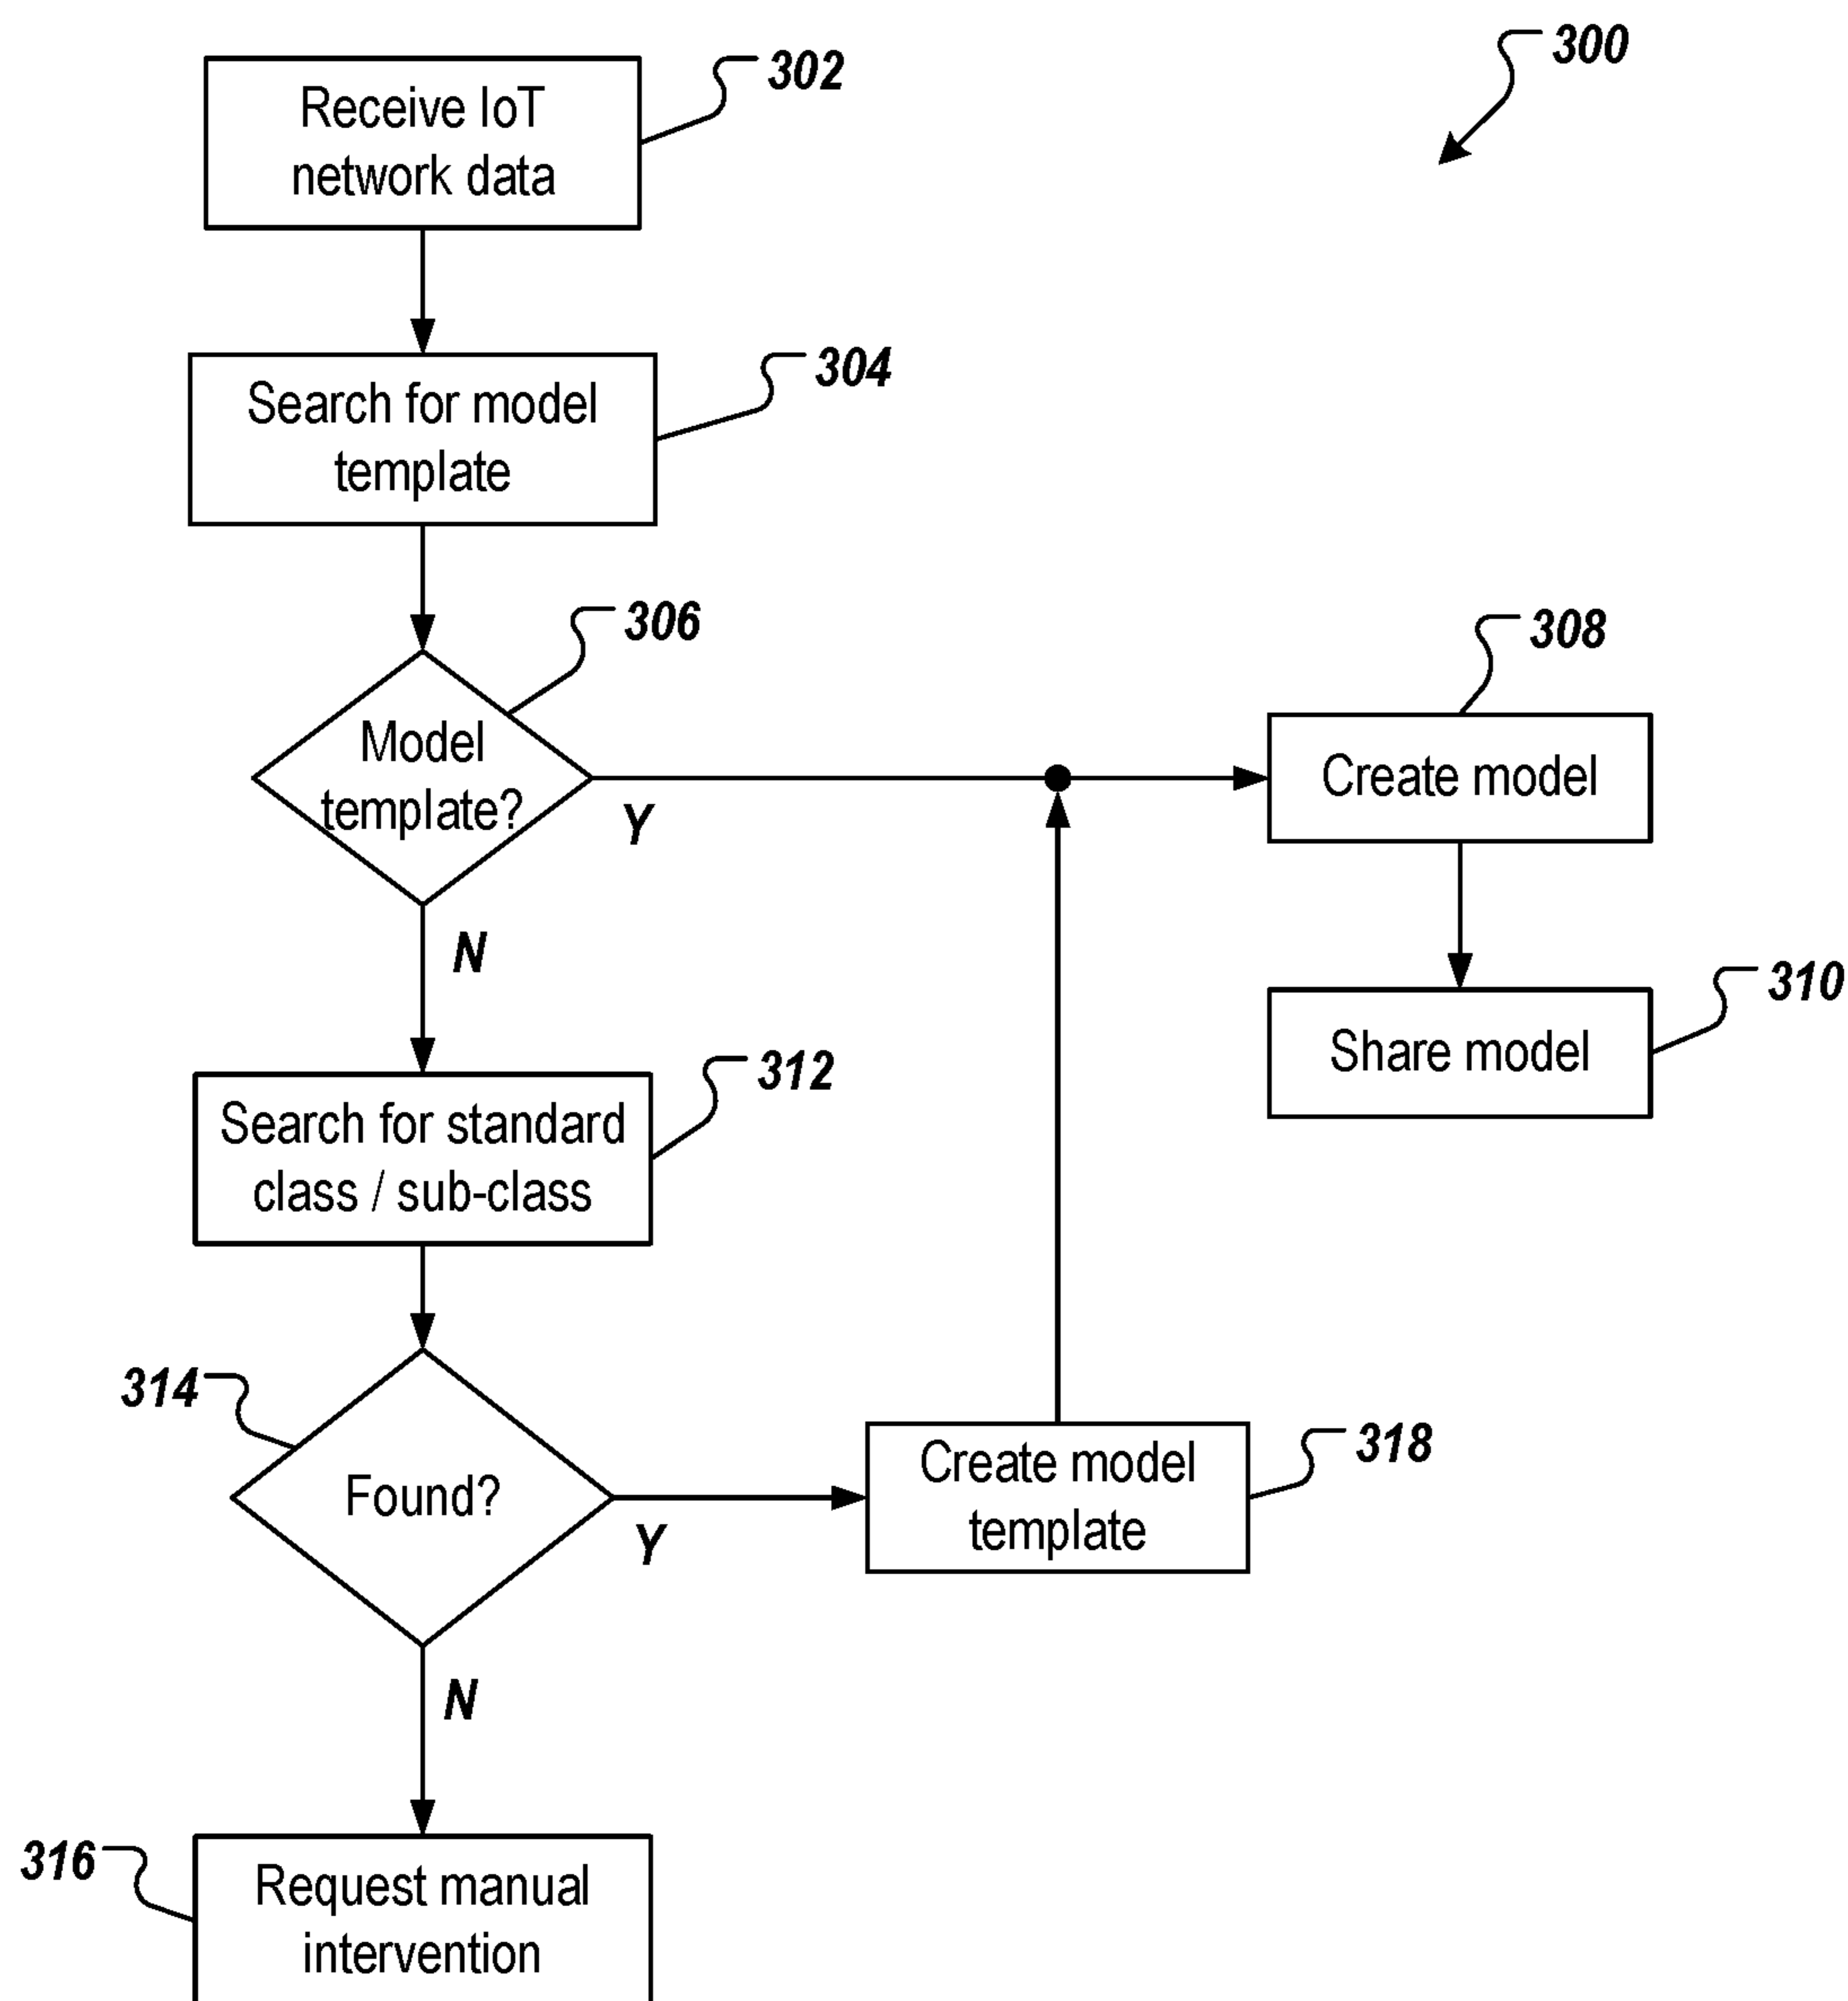 300
302
Receive IoT
network data
304
Search for model
template
306
Model
template?
Y
N
308
Create model
310
Share model
312
Search for standard
class / sub-class
314
Found?
Y
N
318
Create model
template
316
Request manual
intervention